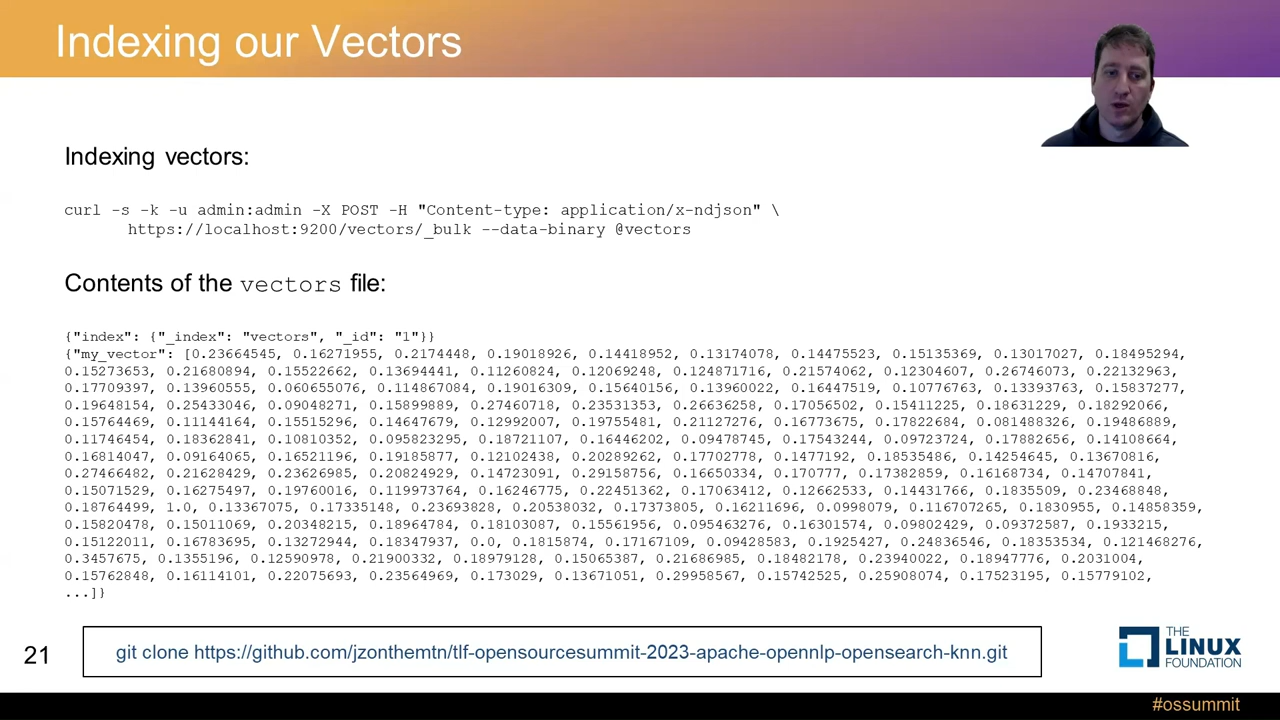 Indexing our Vectors
Indexing vectors:
curl -s -k -u admin:admin -X POST -H "Content-type: application/x-ndjson" \
https://localhost:9200/vectors/_bulk --data-binary @vectors
Contents of the vectors file:
{"index": {"_index": "vectors", "_id": "1"}}
{"my_vector": [0.23664545, 0.16271955, 0.2174448, 0.19018926, 0.14418952, 0.13174078, 0.14475523, 0.15135369, 0.13017027, 0.18495294,
0.15273653, 0.21680894, 0.15522662, 0.13694441, 0.11260824, 0.12069248, 0.124871716, 0.21574062, 0.12304607, 0.26746073, 0.22132963,
0.17709397, 0.13960555, 0.060655076, 0.114867084, 0.19016309, 0.15640156, 0.13960022, 0.16447519, 0.10776763, 0.13393763, 0.15837277,
0.19648154, 0.25433046, 0.09048271, 0.15899889, 0.27460718, 0.23531353, 0.26636258, 0.17056502, 0.15411225, 0.18631229, 0.18292066,
0.15764469, 0.11144164, 0.15515296, 0.14647679, 0.12992007, 0.19755481, 0.21127276, 0.16773675, 0.17822684, 0.081488326, 0.19486889,
0.11746454, 0.18362841, 0.10810352, 0.095823295, 0.18721107, 0.16446202, 0.09478745, 0.17543244, 0.09723724, 0.17882656, 0.14108664,
0.16814047, 0.09164065, 0.16521196, 0.19185877, 0.12102438, 0.20289262, 0.17702778, 0.1477192, 0.18535486, 0.14254645, 0.13670816,
0.27466482, 0.21628429, 0.23626985, 0.20824929, 0.14723091, 0.29158756, 0.16650334, 0.170777, 0.17382859, 0.16168734, 0.14707841,
0.15071529, 0.16275497, 0.19760016, 0.119973764, 0.16246775, 0.22451362, 0.17063412, 0.12662533, 0.14431766, 0.1835509, 0.23468848,
0.18764499, 1.0, 0.13367075, 0.17335148, 0.23693828, 0.20538032, 0.17373805, 0.16211696, 0.0998079, 0.116707265, 0.1830955, 0.14858359,
0.15820478, 0.15011069, 0.20348215, 0.18964784, 0.18103087, 0.15561956, 0.095463276, 0.16301574, 0.09802429, 0.09372587, 0.1933215,
0.15122011, 0.16783695, 0.13272944, 0.18347937, 0.0, 0.1815874, 0.17167109, 0.09428583, 0.1925427, 0.24836546, 0.18353534, 0.121468276,
0.3457675, 0.1355196, 0.12590978, 0.21900332, 0.18979128, 0.15065387, 0.21686985, 0.18482178, 0.23940022, 0.18947776, 0.2031004,
0.15762848, 0.16114101, 0.22075693, 0.23564969, 0.173029, 0.13671051, 0.29958567, 0.15742525, 0.25908074, 0.17523195, 0.15779102,
...]}
21
git clone https://github.com/jzonthemtn/tlf-opensourcesummit-2023-apache-opennlp-opensearch-knn.git
THE
LINUX
FOUNDATION
#ossummit